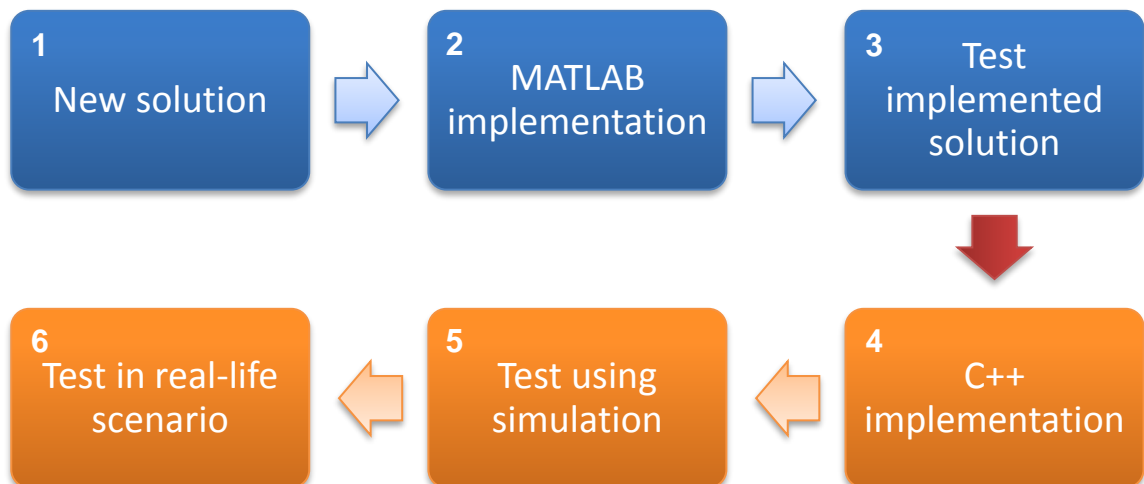 1
New solution
2
MATLAB
implementation
3
Test
implemented
solution
4
C++
implementation
5
Test using
simulation
6
Test in real-life
scenario